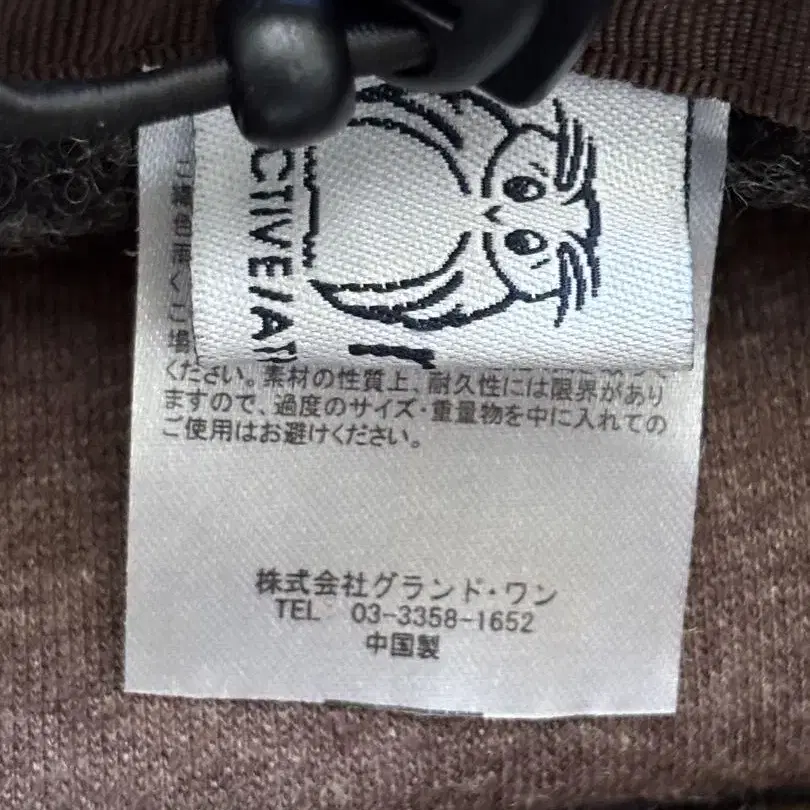 CTIVE/AT
ください。素材の性質上、耐久性には限界があり
ますので、過度のサイズ・重量物を中に入れての
ご使用はお避けください。
株式会社グランド・ワン
TEL 03-3358-1652
中国製